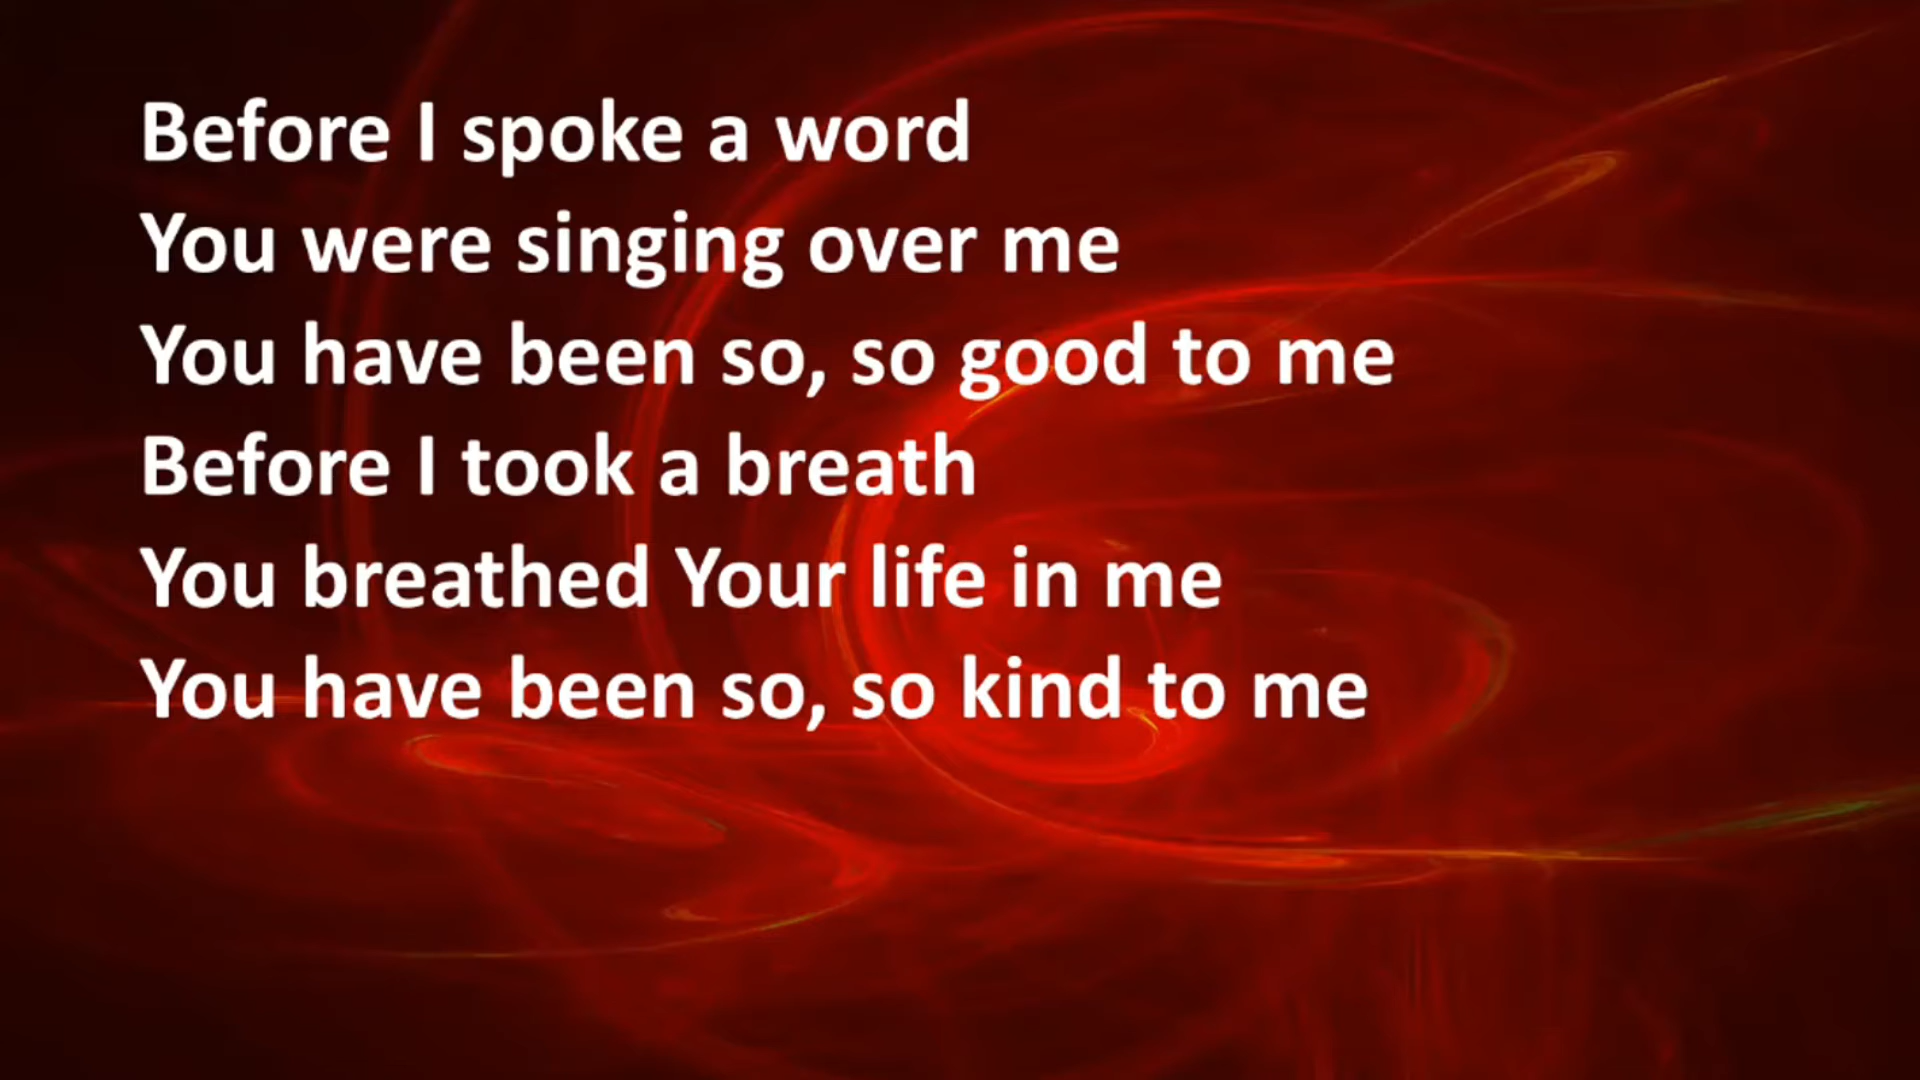 Before I spoke a word
You were singing over me
You have been so, so good to me
Before I took a breath
You breathed Your life in me
You have been so, so kind to me